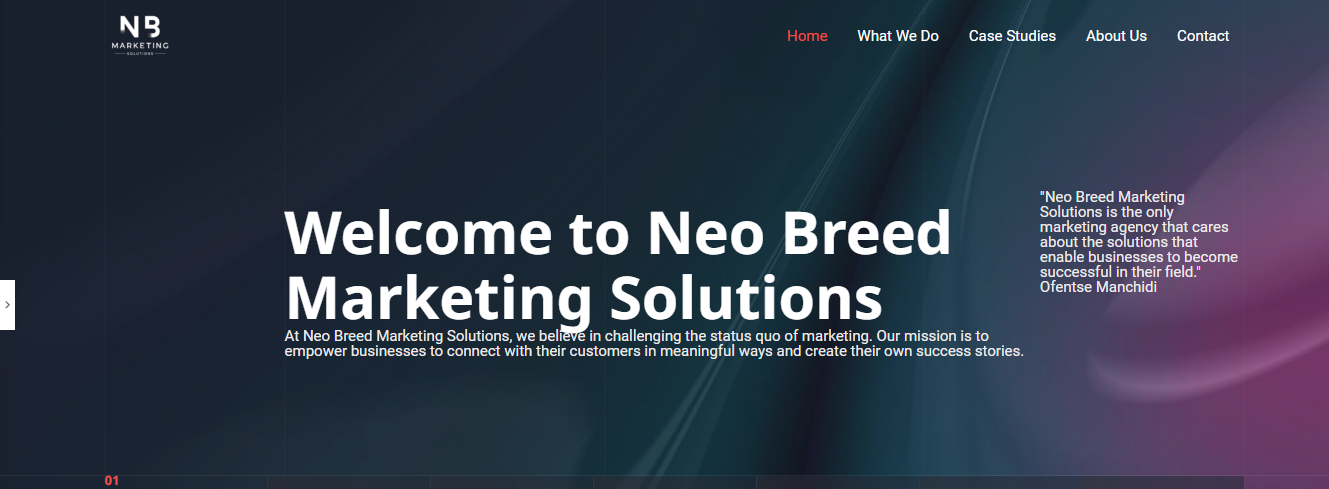 NB
MARKETING
SOLUTIONS
Home What We Do Case Studies About Us Contact
Welcome to Neo Breed
Marketing Solutions
At Neo Breed Marketing Solutions, we believe in challenging the status quo of marketing. Our mission is to
empower businesses to connect with their customers in meaningful ways and create their own success stories.
"Neo Breed Marketing
Solutions is the only
marketing agency that cares
about the solutions that
enable businesses to become
successful in their field."
Ofentse Manchidi
01